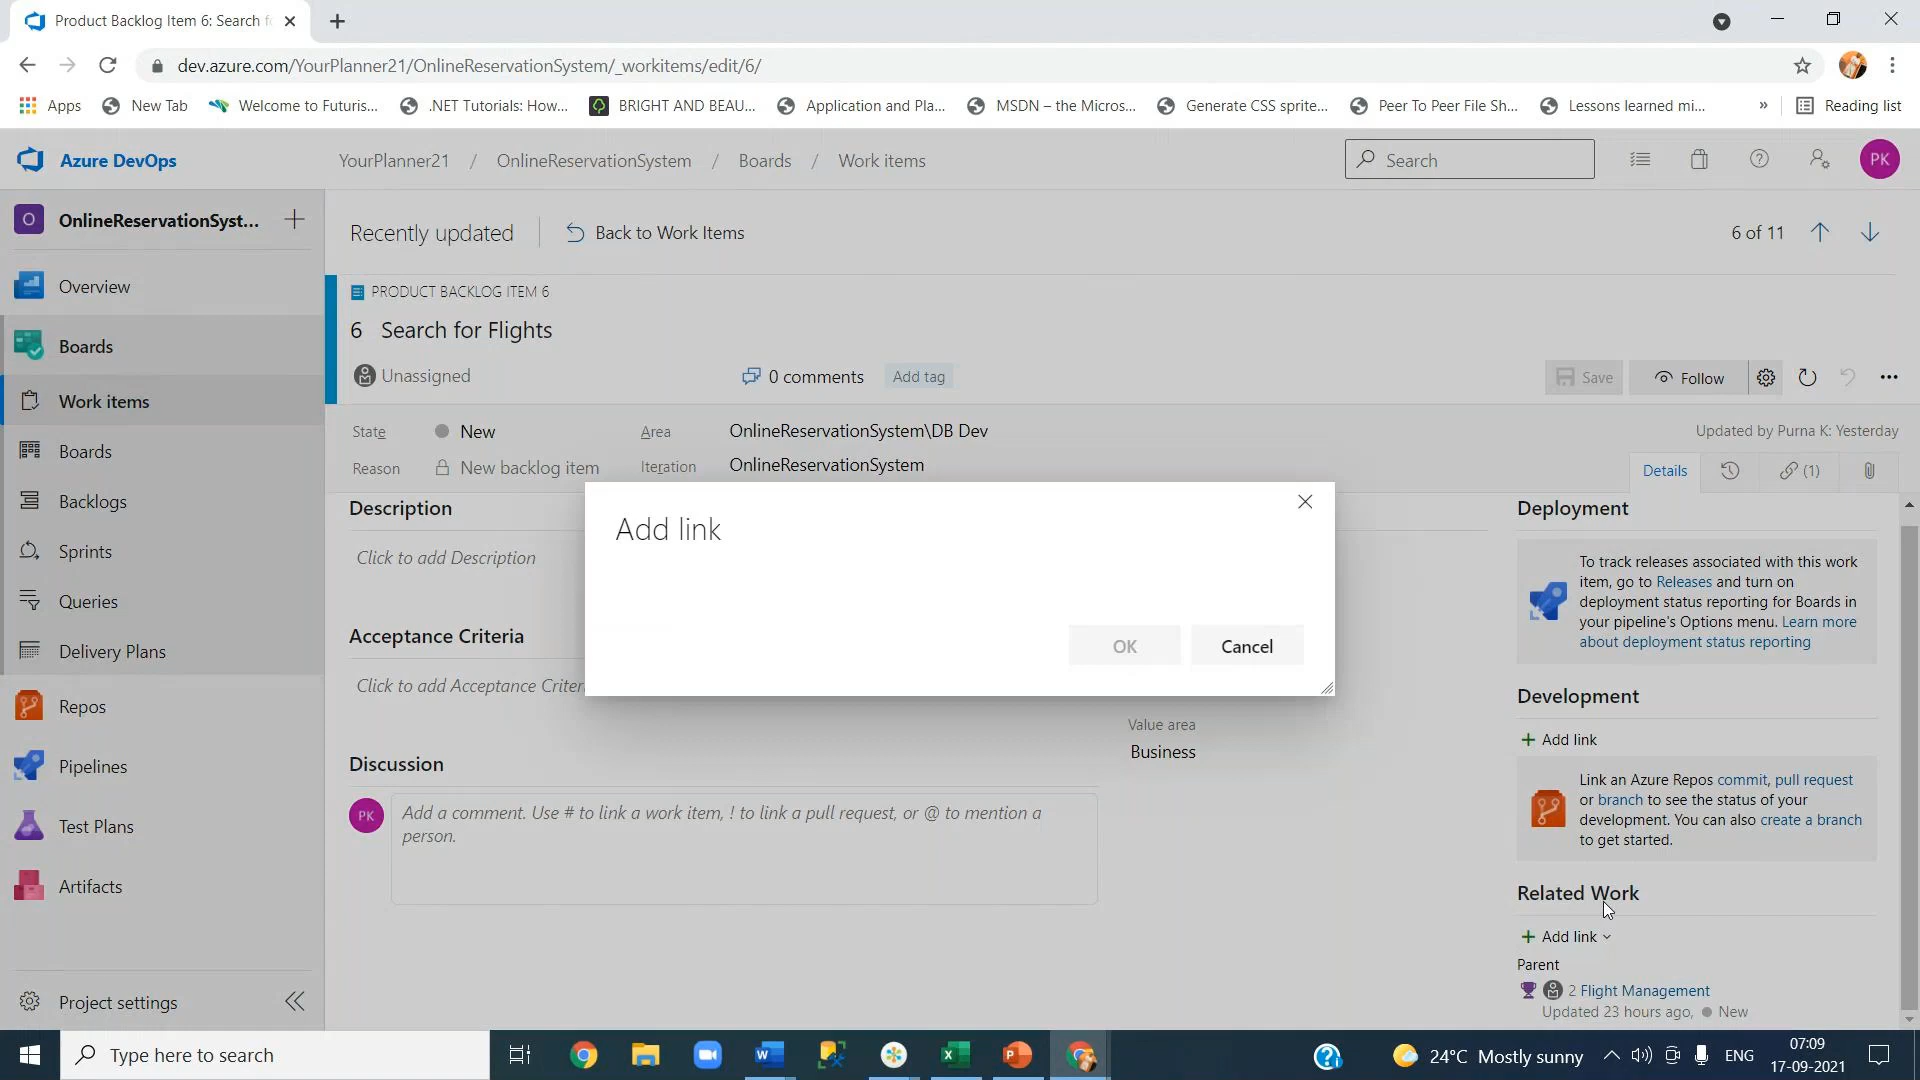 Product Backlog Item 6: Search f
dev.azure.com/YourPlanner21/OnlineReservationSystem/_workitems/edit/6/
Apps
New Tab
Welcome to Futuris...
.NET Tutorials: How...
BRIGHT AND BEAU...
Application and Pla...
MSDN – the Micros...
Generate CSS sprite...
Peer To Peer File Sh...
Lessons learned mi...
»
Reading list
Azure DevOps
YourPlanner21 / OnlineReservationSystem / Boards / Work items
Search
PK
O OnlineReservationSyst...
Recently updated
Back to Work Items
6 of 11
Overview
Boards
Work items
Boards
Backlogs
Sprints
Queries
Delivery Plans
Repos
Pipelines
Test Plans
Artifacts
Project settings
PRODUCT BACKLOG ITEM 6
6 Search for Flights
Unassigned
0 comments
Add tag
Save
Follow
State
New
Area
OnlineReservationSystem\DB Dev
Updated by Purna K: Yesterday
Reason
New backlog item
Iteration
OnlineReservationSystem
Details
(1)
Description
Click to add Description
Acceptance Criteria
Click to add Acceptance Criter
Add link
OK
Cancel
Value area
Business
Discussion
PK
Add a comment. Use # to link a work item, ! to link a pull request, or @ to mention a
person.
Deployment
To track releases associated with this work
item, go to Releases and turn on
deployment status reporting for Boards in
your pipeline's Options menu. Learn more
about deployment status reporting
Development
+ Add link
Link an Azure Repos commit, pull request
or branch to see the status of your
development. You can also create a branch
to get started.
Related Work
+ Add link
Parent
2 Flight Management
Updated 23 hours ago, New
Type here to search
24°C Mostly sunny
ENG
07:09
17-09-2021